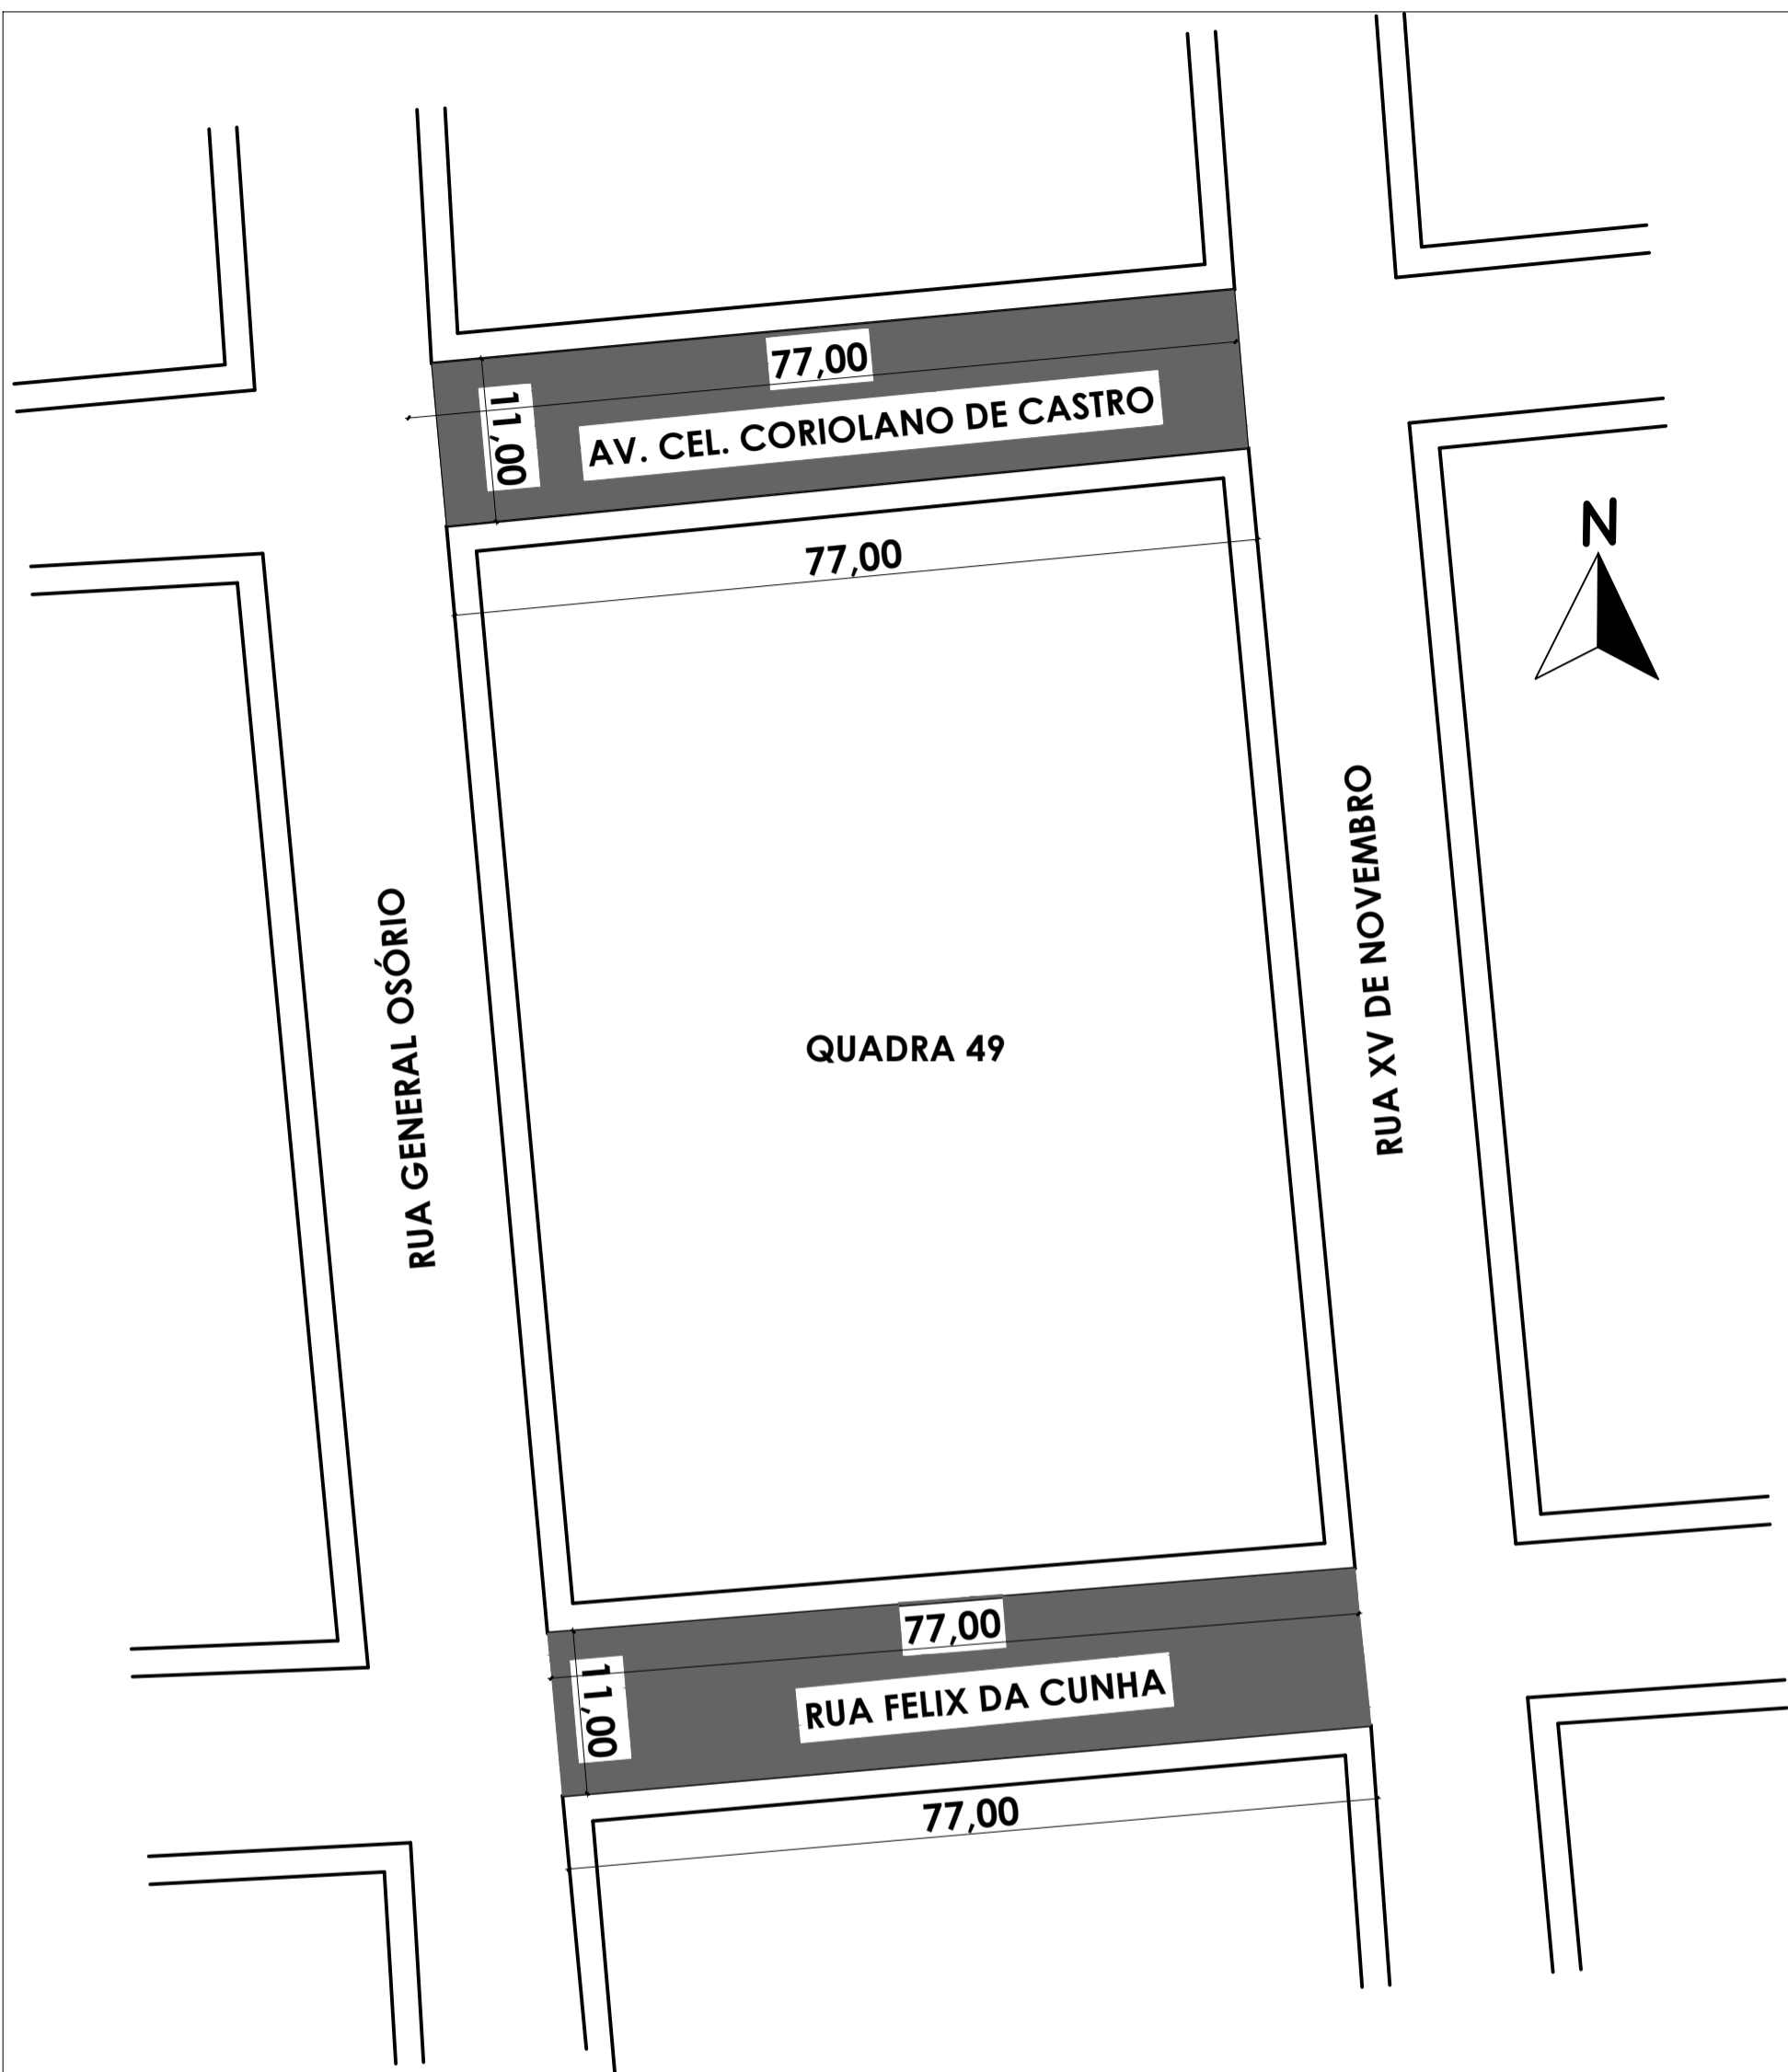 77,00
11,00
AV. CEL. CORIOLANO DE CASTRO
N
77,00
RUA GENERAL OSÓRIO
QUADRA 49
RUA XV DE NOVEMBRO
77,00
11,00
RUA FELIX DA CUNHA
77,00